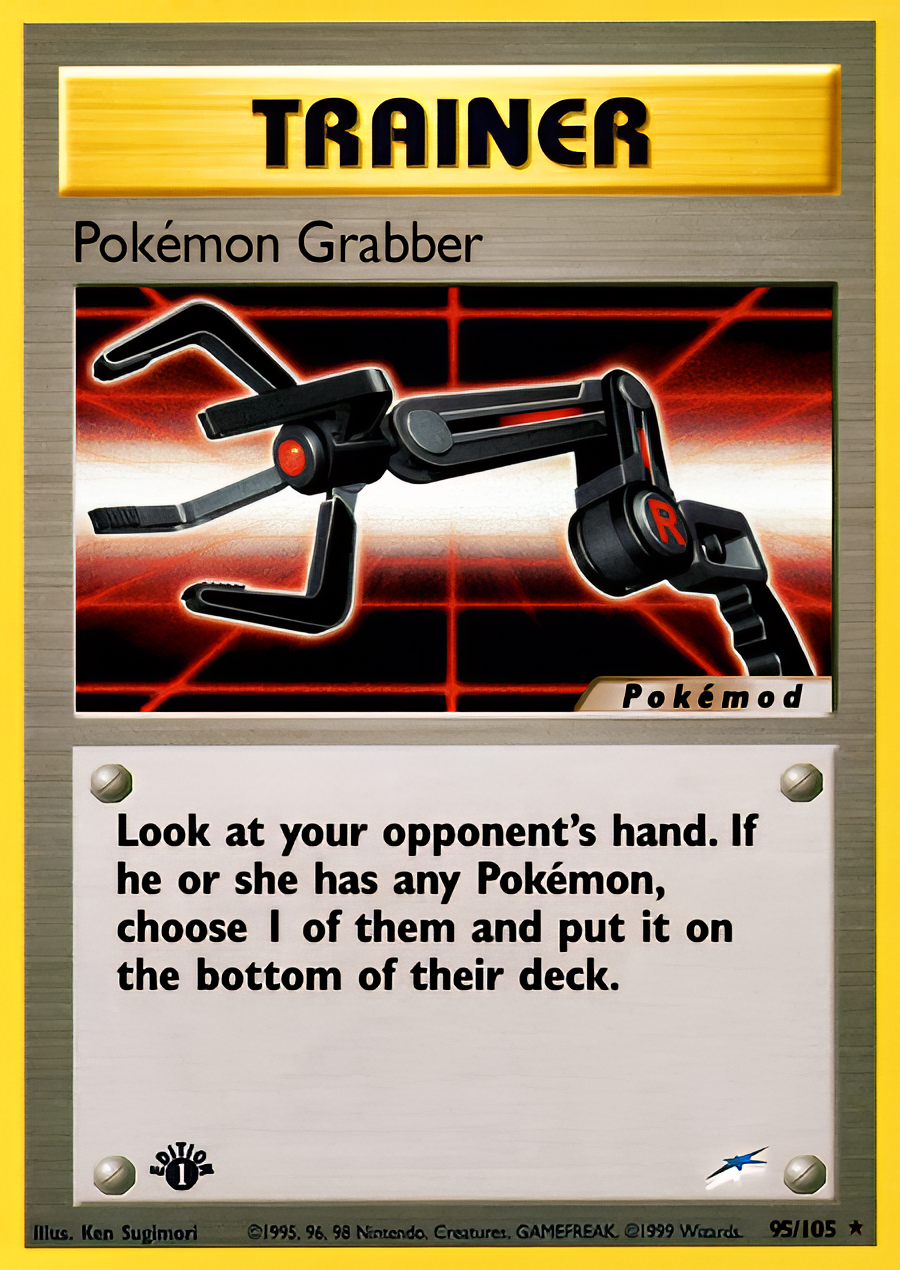 TRAINER
Pokémon Grabber
R
Pokémod
Look at your opponent's hand. If
he or she has any Pokémon,
choose 1 of them and put it on
the bottom of their deck.
EDITION
1
Illus. Ken Sugimori ©1995, 96, 98 Nintendo, Creatures, GAMEFREAK. ©1999 Wizards. 95/105 ★